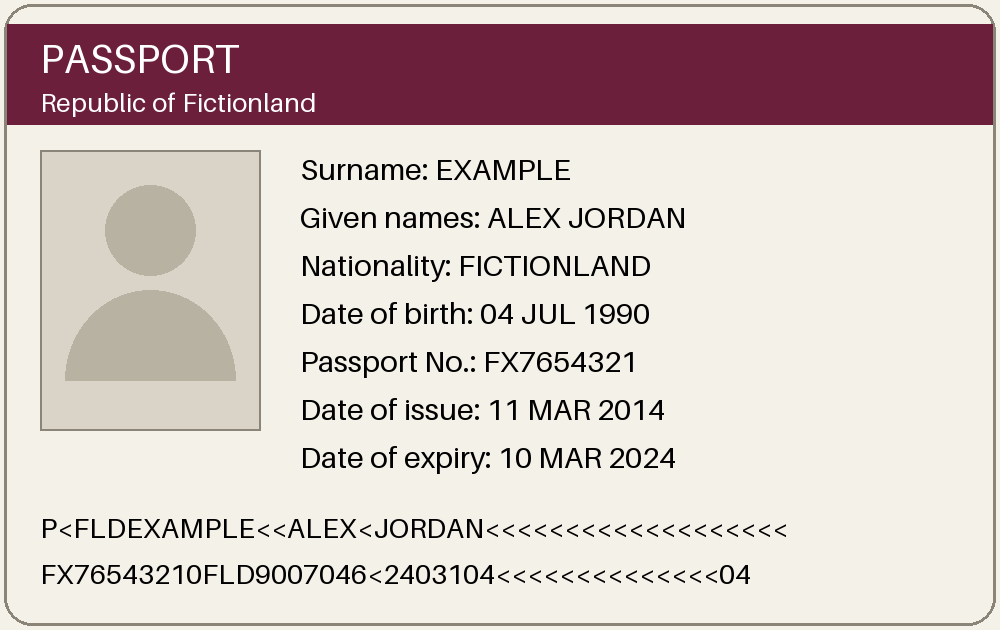 PASSPORT
Republic of Fictionland
Surname: EXAMPLE
Given names: ALEX JORDAN
Nationality: FICTIONLAND
Date of birth: 04 JUL 1990
Passport No.: FX7654321
Date of issue: 11 MAR 2014
Date of expiry: 10 MAR 2024
P<FLDEXAMPLE<<ALEX<JORDAN<<<<<<<<<<<<<<<<<<<
FX76543210FLD9007046<2403104<<<<<<<<<<<<<<04